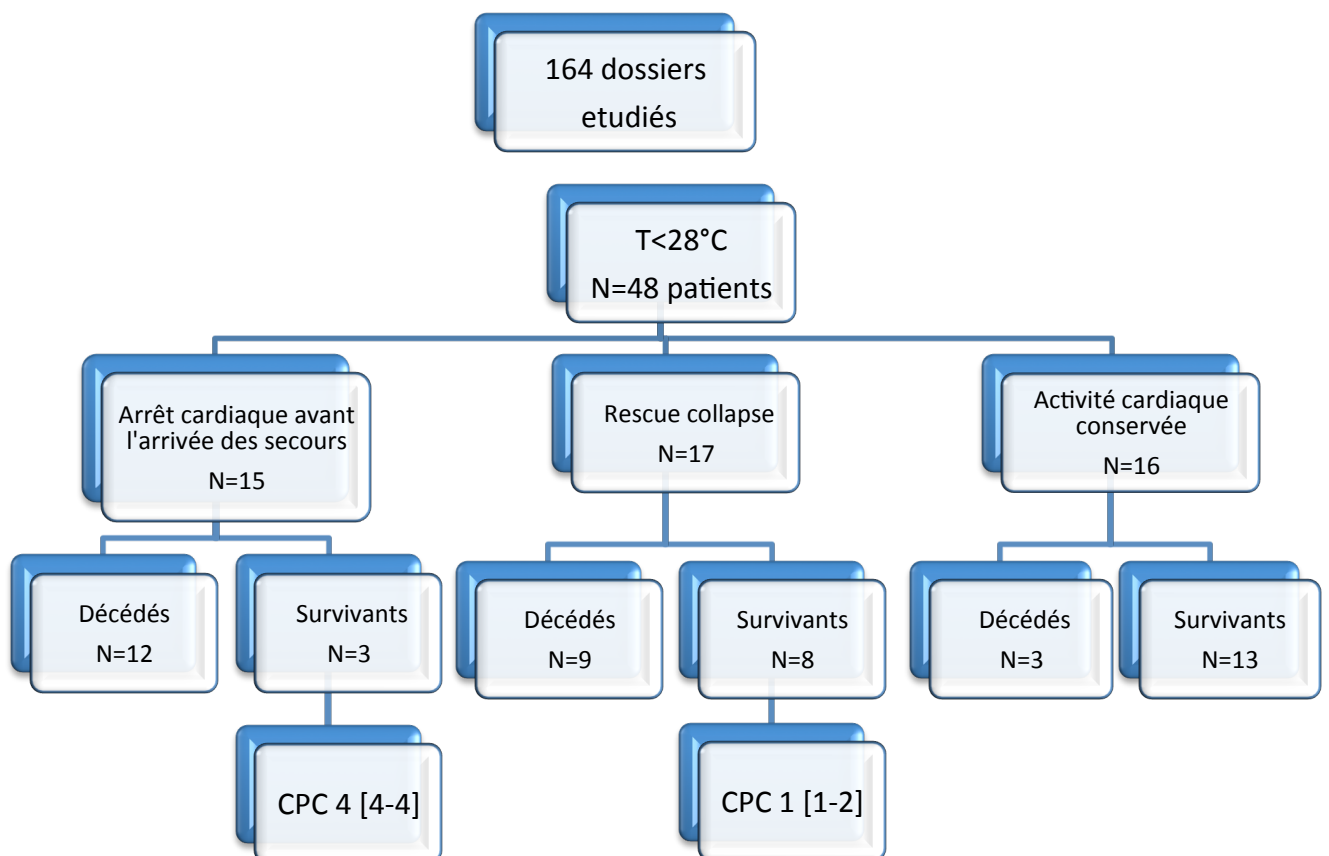 164 dossiers
etudiés
T<28°C
N=48 patients
Arrêt cardiaque avant
l'arrivée des secours
N=15
Rescue collapse
N=17
Activité cardiaque
conservée
N=16
Décédés
N=12
Survivants
N=3
Décédés
N=9
Survivants
N=8
Décédés
N=3
Survivants
N=13
CPC 4 [4-4]
CPC 1 [1-2]